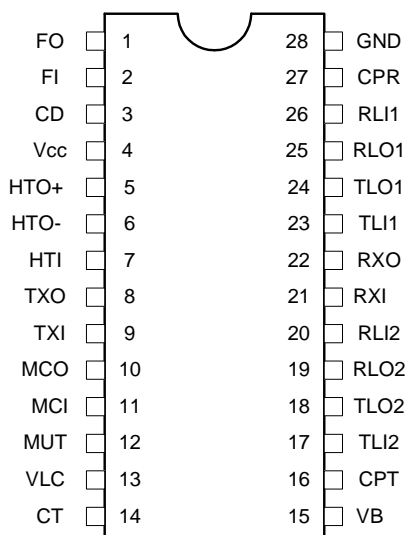 FO 1 28 GND
FI 2 27 CPR
CD 3 26 RLI1
Vcc 4 25 RLO1
HTO+ 5 24 TLO1
HTO- 6 23 TLI1
HTI 7 22 RXO
TXO 8 21 RXI
TXI 9 20 RLI2
MCO 10 19 RLO2
MCI 11 18 TLO2
MUT 12 17 TLI2
VLC 13 16 CPT
CT 14 15 VB